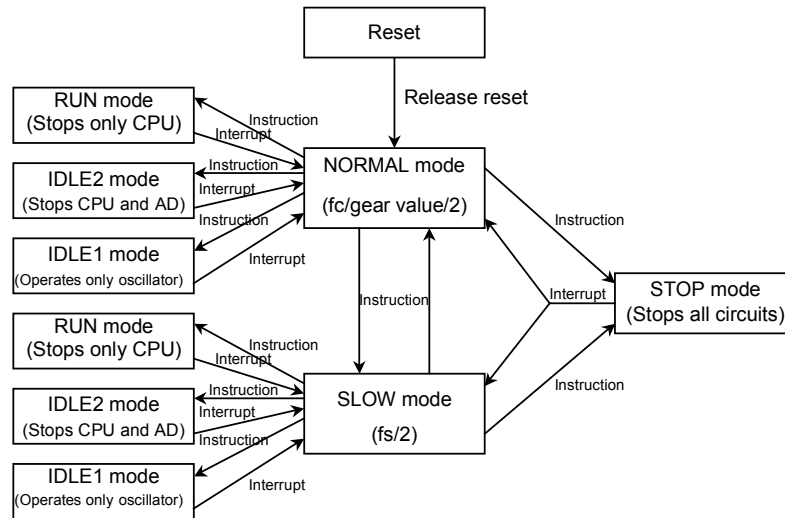 Reset
Release reset
RUN mode
(Stops only CPU)
Instruction
Interrupt
IDLE2 mode
(Stops CPU and AD)
Instruction
Interrupt
IDLE1 mode
(Operates only oscillator)
Instruction
Interrupt
NORMAL mode
(fc/gear value/2)
Instruction
Instruction
Interrupt
STOP mode
(Stops all circuits)
Instruction
RUN mode
(Stops only CPU)
Instruction
Interrupt
IDLE2 mode
(Stops CPU and AD)
Instruction
Interrupt
IDLE1 mode
(Operates only oscillator)
Instruction
Interrupt
SLOW mode
(fs/2)